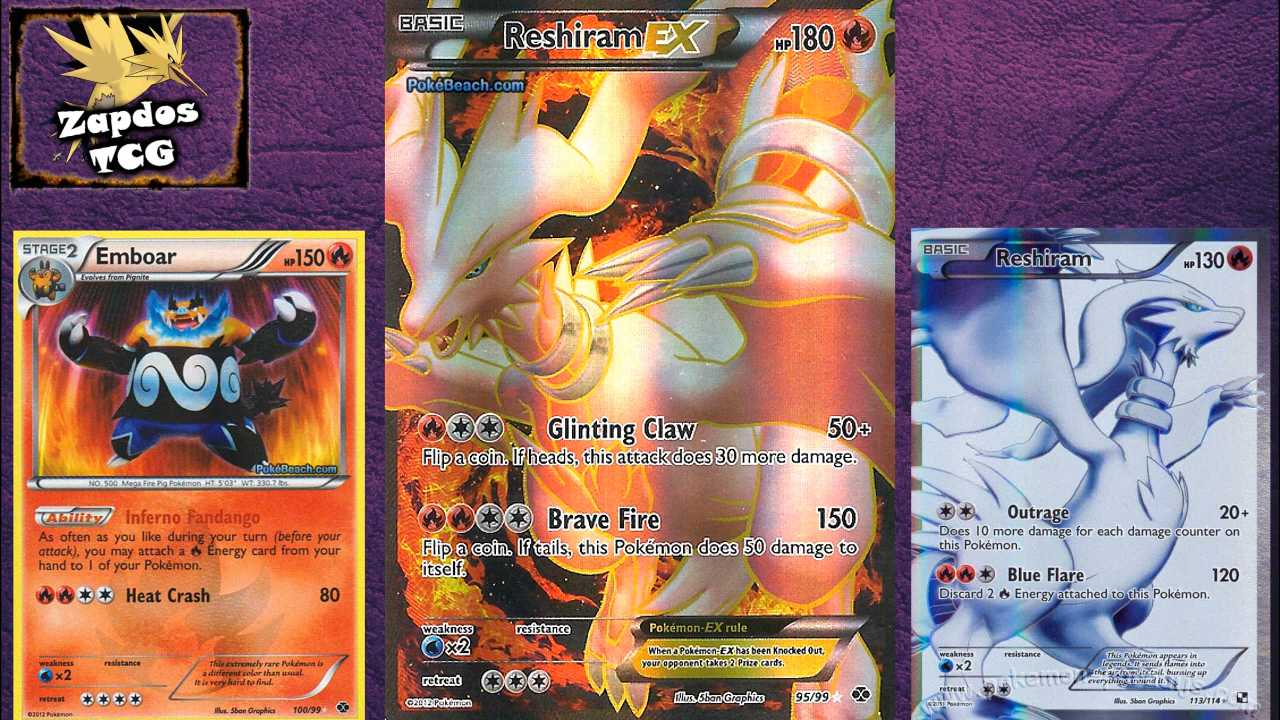 Zapdos
TCG
STAGE2
Emboar
HP150
Evolves from Pignite
PokéBeach.com
NO. 500 Mega Fire Pig Pokémon HT: 5'03" WT: 330.7 lbs.
Ability Inferno Fandango
As often as you like during your turn (before your
attack), you may attach a Energy card from your
hand to 1 of your Pokémon.
Heat Crash 80
weakness resistance
×2
retreat
This extremely rare Pokémon is
a different color than usual.
It is very hard to find.
Illus. 5ban Graphics 100/99
©2012 Pokémon
BASIC
Reshiram EX
HP180
PokéBeach.com
Glinting Claw 50+
Flip a coin. If heads, this attack does 30 more damage.
Brave Fire 150
Flip a coin. If tails, this Pokémon does 50 damage to
itself.
weakness resistance
×2
retreat
Pokémon-EX rule
When a Pokémon-EX has been Knocked Out,
your opponent takes 2 Prize cards.
©2012 Pokémon
Illus. 5ban Graphics 95/99
BASIC
Reshiram
HP130
Outrage 20+
Does 10 more damage for each damage counter on
this Pokémon.
Blue Flare 120
Discard 2 Energy attached to this Pokémon.
weakness resistance
×2
retreat
This Pokémon appears in
legends. It sends flames into
the air from its tail, burning up
everything around it.
©2011 Pokémon
Illus. 5ban Graphics 113/114